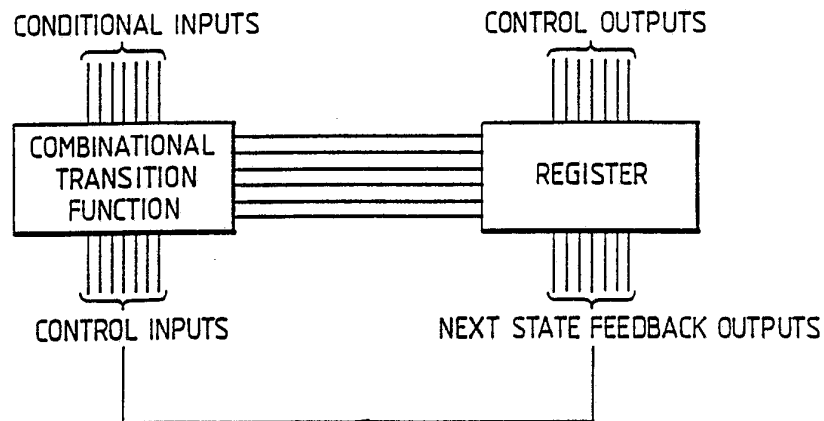 CONDITIONAL INPUTS
CONTROL OUTPUTS
COMBINATIONAL
TRANSITION
FUNCTION
REGISTER
CONTROL INPUTS
NEXT STATE FEEDBACK OUTPUTS